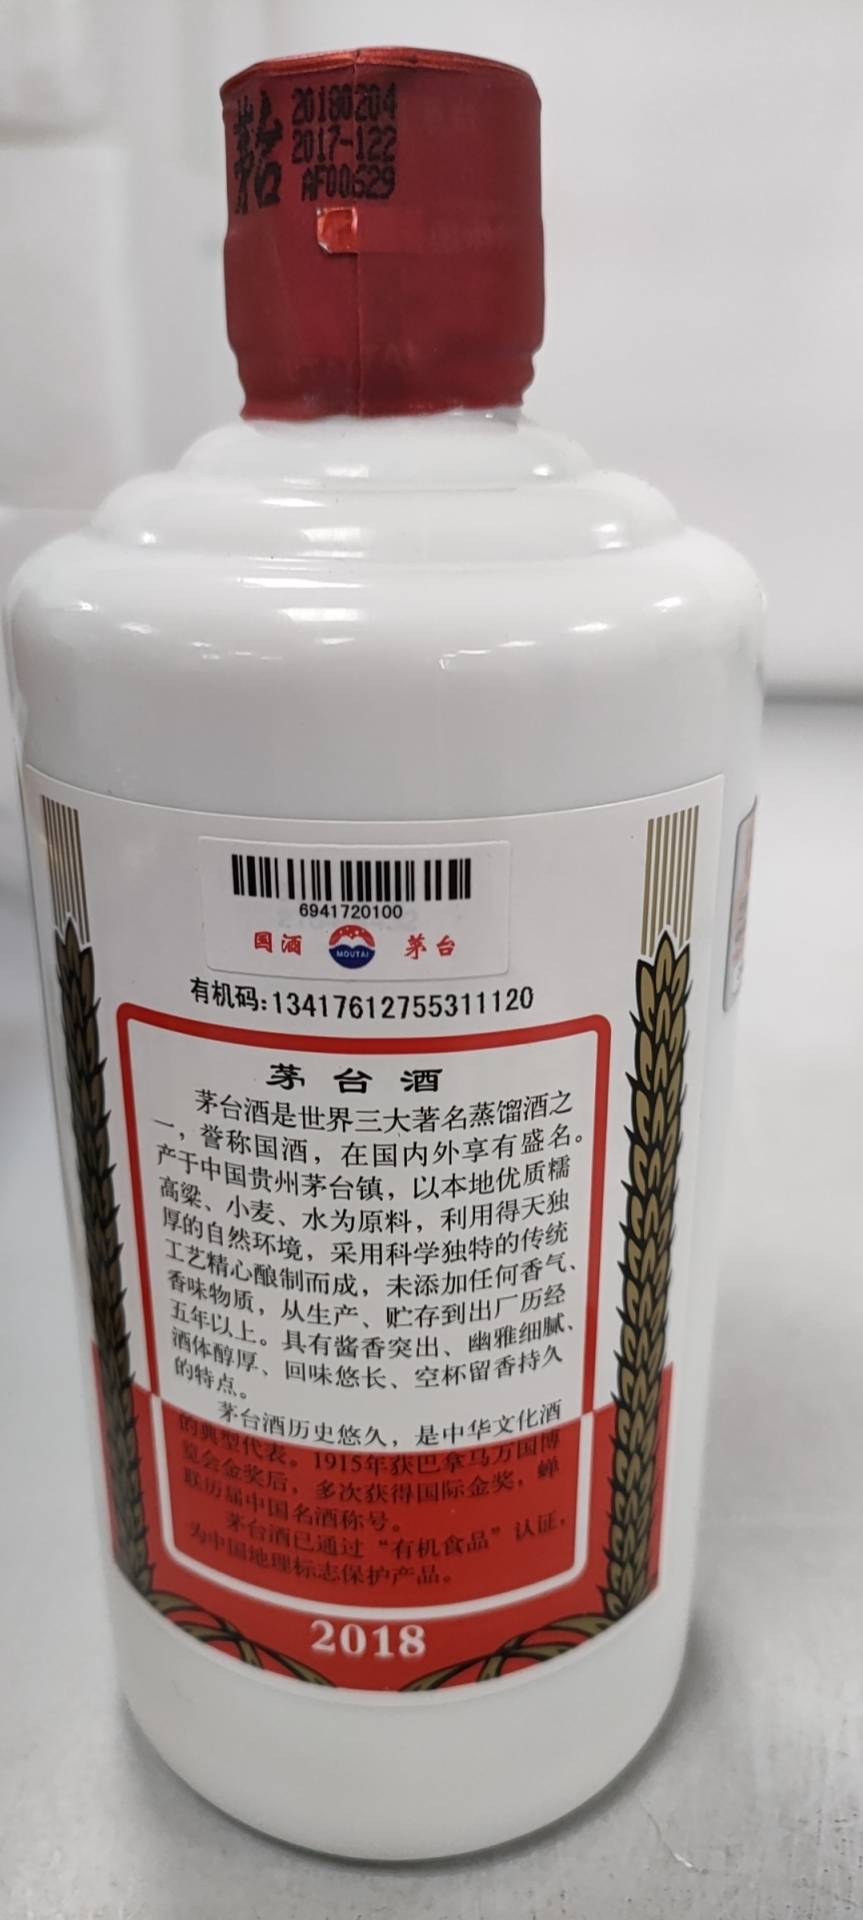 茅台
20180204
2017-122
AF00629
6941720100
国酒 MOUTAI 茅台
有机码:13417612755311120
茅台酒
茅台酒是世界三大著名蒸馏酒之
一，誉称国酒，在国内外享有盛名。
产于中国贵州茅台镇，以本地优质糯
高粱、小麦、水为原料，利用得天独
厚的自然环境，采用科学独特的传统
工艺精心酿制而成，未添加任何香气、
香味物质，从生产、贮存到出厂历经
五年以上。具有酱香突出、幽雅细腻、
酒体醇厚、回味悠长、空杯留香持久
的特点。
茅台酒历史悠久，是中华文化酒
的典型代表。1915年获巴拿马万国博
览会金奖后，多次获得国际金奖，蝉
联历届中国名酒称号。
茅台酒已通过“有机食品”认证，
为中国地理标志保护产品。
2018